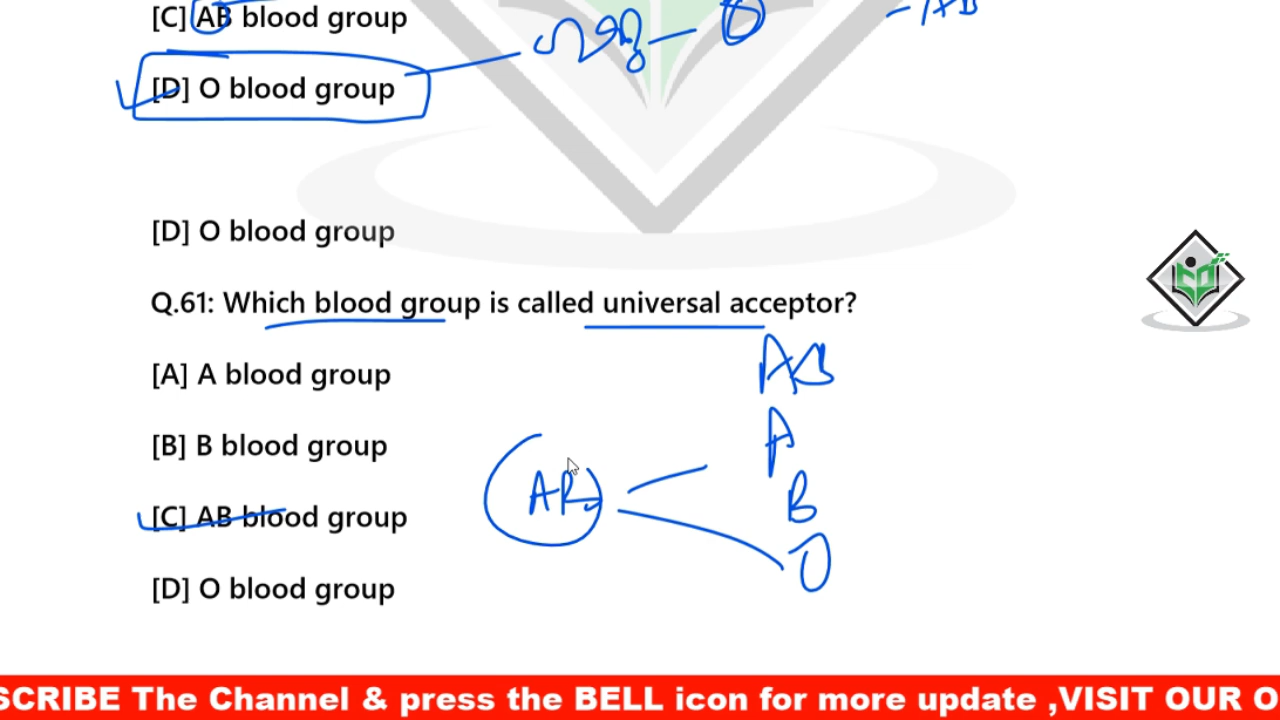 [C] AB blood group
- AB
O
[D] O blood group
[D] O blood group
Q.61: Which blood group is called universal acceptor?
AB
[A] A blood group
A
[B] B blood group
AB
B
[C] AB blood group
O
[D] O blood group
SCRIBE The Channel & press the BELL icon for more update ,VISIT OUR O